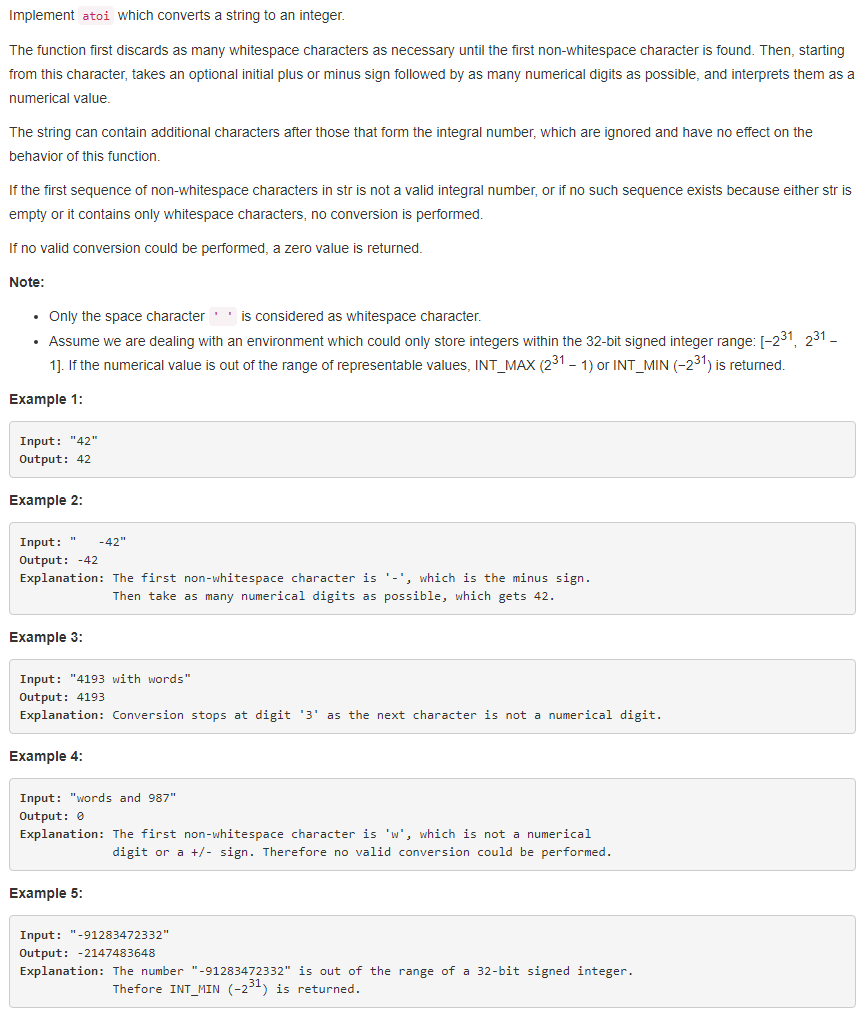 Implement atoi which converts a string to an integer.
The function first discards as many whitespace characters as necessary until the first non-whitespace character is found. Then, starting
from this character, takes an optional initial plus or minus sign followed by as many numerical digits as possible, and interprets them as a
numerical value.
The string can contain additional characters after those that form the integral number, which are ignored and have no effect on the
behavior of this function.
If the first sequence of non-whitespace characters in str is not a valid integral number, or if no such sequence exists because either str is
empty or it contains only whitespace characters, no conversion is performed.
If no valid conversion could be performed, a zero value is returned.
Note:
• Only the space character ' ' is considered as whitespace character.
• Assume we are dealing with an environment which could only store integers within the 32-bit signed integer range: [−2³¹, 2³¹ −
1]. If the numerical value is out of the range of representable values, INT_MAX (2³¹ − 1) or INT_MIN (−2³¹) is returned.
Example 1:
Input: "42"
Output: 42
Example 2:
Input: "   -42"
Output: -42
Explanation: The first non-whitespace character is '-', which is the minus sign.
Then take as many numerical digits as possible, which gets 42.
Example 3:
Input: "4193 with words"
Output: 4193
Explanation: Conversion stops at digit '3' as the next character is not a numerical digit.
Example 4:
Input: "words and 987"
Output: 0
Explanation: The first non-whitespace character is 'w', which is not a numerical
digit or a +/- sign. Therefore no valid conversion could be performed.
Example 5:
Input: "-91283472332"
Output: -2147483648
Explanation: The number "-91283472332" is out of the range of a 32-bit signed integer.
Thefore INT_MIN (−2³¹) is returned.